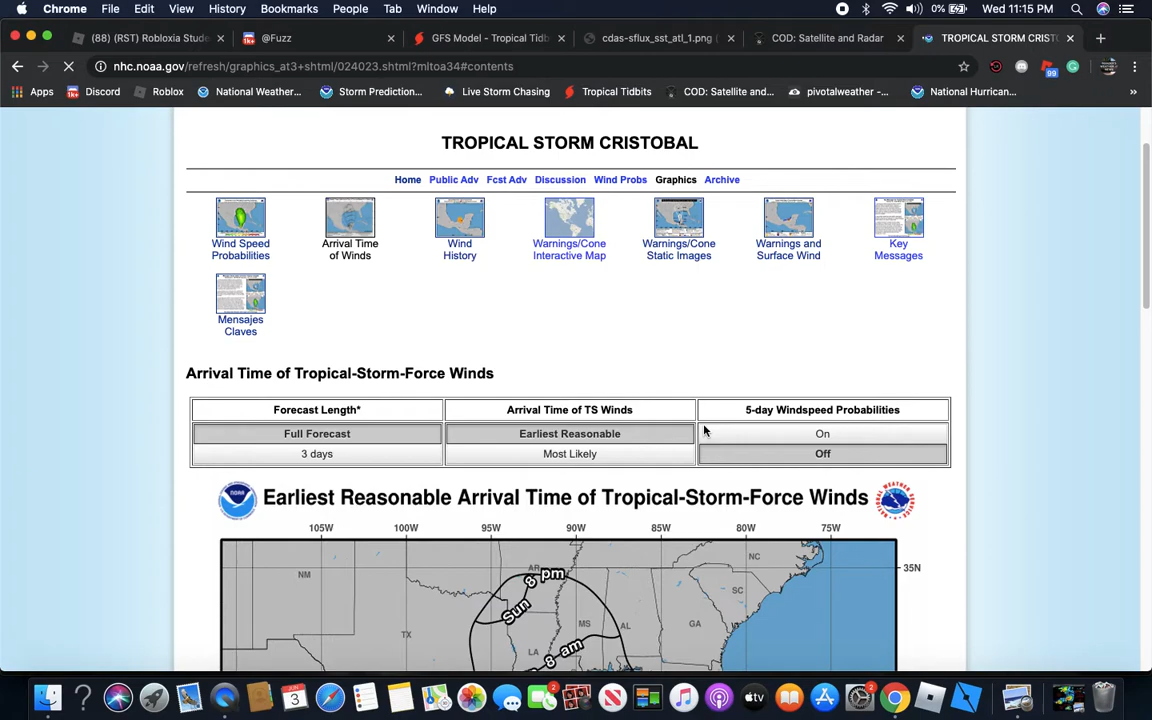 Chrome File Edit View History Bookmarks People Tab Window Help 0% Wed 11:15 PM
(88) (RST) Robloxia Stude @Fuzz GFS Model - Tropical Tidb cdas-sflux_sst_atl_1.png ( COD: Satellite and Radar TROPICAL STORM CRIST
nhc.noaa.gov/refresh/graphics_at3+shtml/024023.shtml?mltoa34#contents
Apps Discord Roblox National Weather... Storm Prediction... Live Storm Chasing Tropical Tidbits COD: Satellite and... pivotalweather -... National Hurrican... »
99
TROPICAL STORM CRISTOBAL
Home Public Adv Fcst Adv Discussion Wind Probs Graphics Archive
Wind Speed Probabilities
Arrival Time of Winds
Wind History
Warnings/Cone Interactive Map
Warnings/Cone Static Images
Warnings and Surface Wind
Key Messages
Mensajes Claves
Arrival Time of Tropical-Storm-Force Winds
Forecast Length* Arrival Time of TS Winds 5-day Windspeed Probabilities
Full Forecast Earliest Reasonable On
3 days Most Likely Off
NOAA Earliest Reasonable Arrival Time of Tropical-Storm-Force Winds
105W 100W 95W 90W 85W 80W 75W
NC
NM AR 8 pm 35N
SC
Sun
TX MS AL GA
LA 8 am
JUN
3
2
tv
2